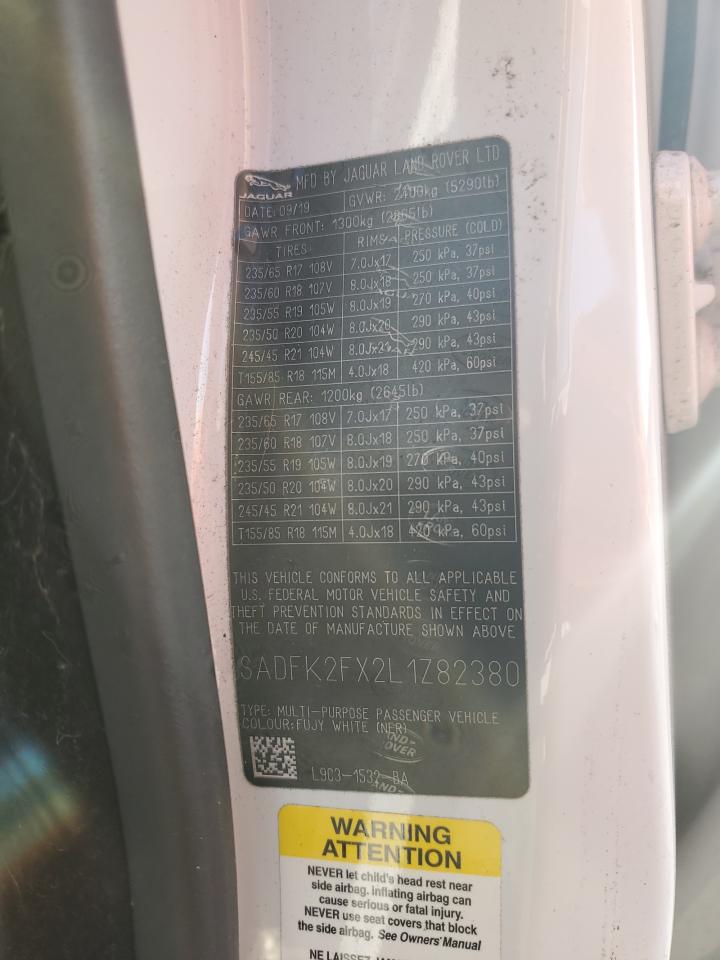 JAGUAR
MFD BY JAGUAR LAND ROVER LTD
DATE: 09/19 GVWR: 2400kg (5290lb)
GAWR FRONT: 1300kg (2865lb)
TIRES RIMS PRESSURE (COLD)
235/65 R17 108V 7.0Jx17 250 kPa, 37psi
235/60 R18 107V 8.0Jx18 250 kPa, 37psi
235/55 R19 105W 8.0Jx19 270 kPa, 40psi
235/50 R20 104W 8.0Jx20 290 kPa, 43psi
245/45 R21 104W 8.0Jx21 290 kPa, 43psi
T155/85 R18 115M 4.0Jx18 420 kPa, 60psi
GAWR REAR: 1200kg (2645lb)
235/65 R17 108V 7.0Jx17 250 kPa, 37psi
235/60 R18 107V 8.0Jx18 250 kPa, 37psi
235/55 R19 105W 8.0Jx19 270 kPa, 40psi
235/50 R20 104W 8.0Jx20 290 kPa, 43psi
245/45 R21 104W 8.0Jx21 290 kPa, 43psi
T155/85 R18 115M 4.0Jx18 420 kPa, 60psi
THIS VEHICLE CONFORMS TO ALL APPLICABLE
U.S. FEDERAL MOTOR VEHICLE SAFETY AND
THEFT PREVENTION STANDARDS IN EFFECT ON
THE DATE OF MANUFACTURE SHOWN ABOVE
SADFK2FX2L1Z82380
TYPE: MULTI-PURPOSE PASSENGER VEHICLE
COLOUR:FUJY WHITE (NER)
L9C3-1532 BA
WARNING
ATTENTION
NEVER let child's head rest near
side airbag. inflating airbag can
cause serious or fatal injury.
NEVER use seat covers that block
the side airbag. See Owners' Manual
NE LAISSEZ